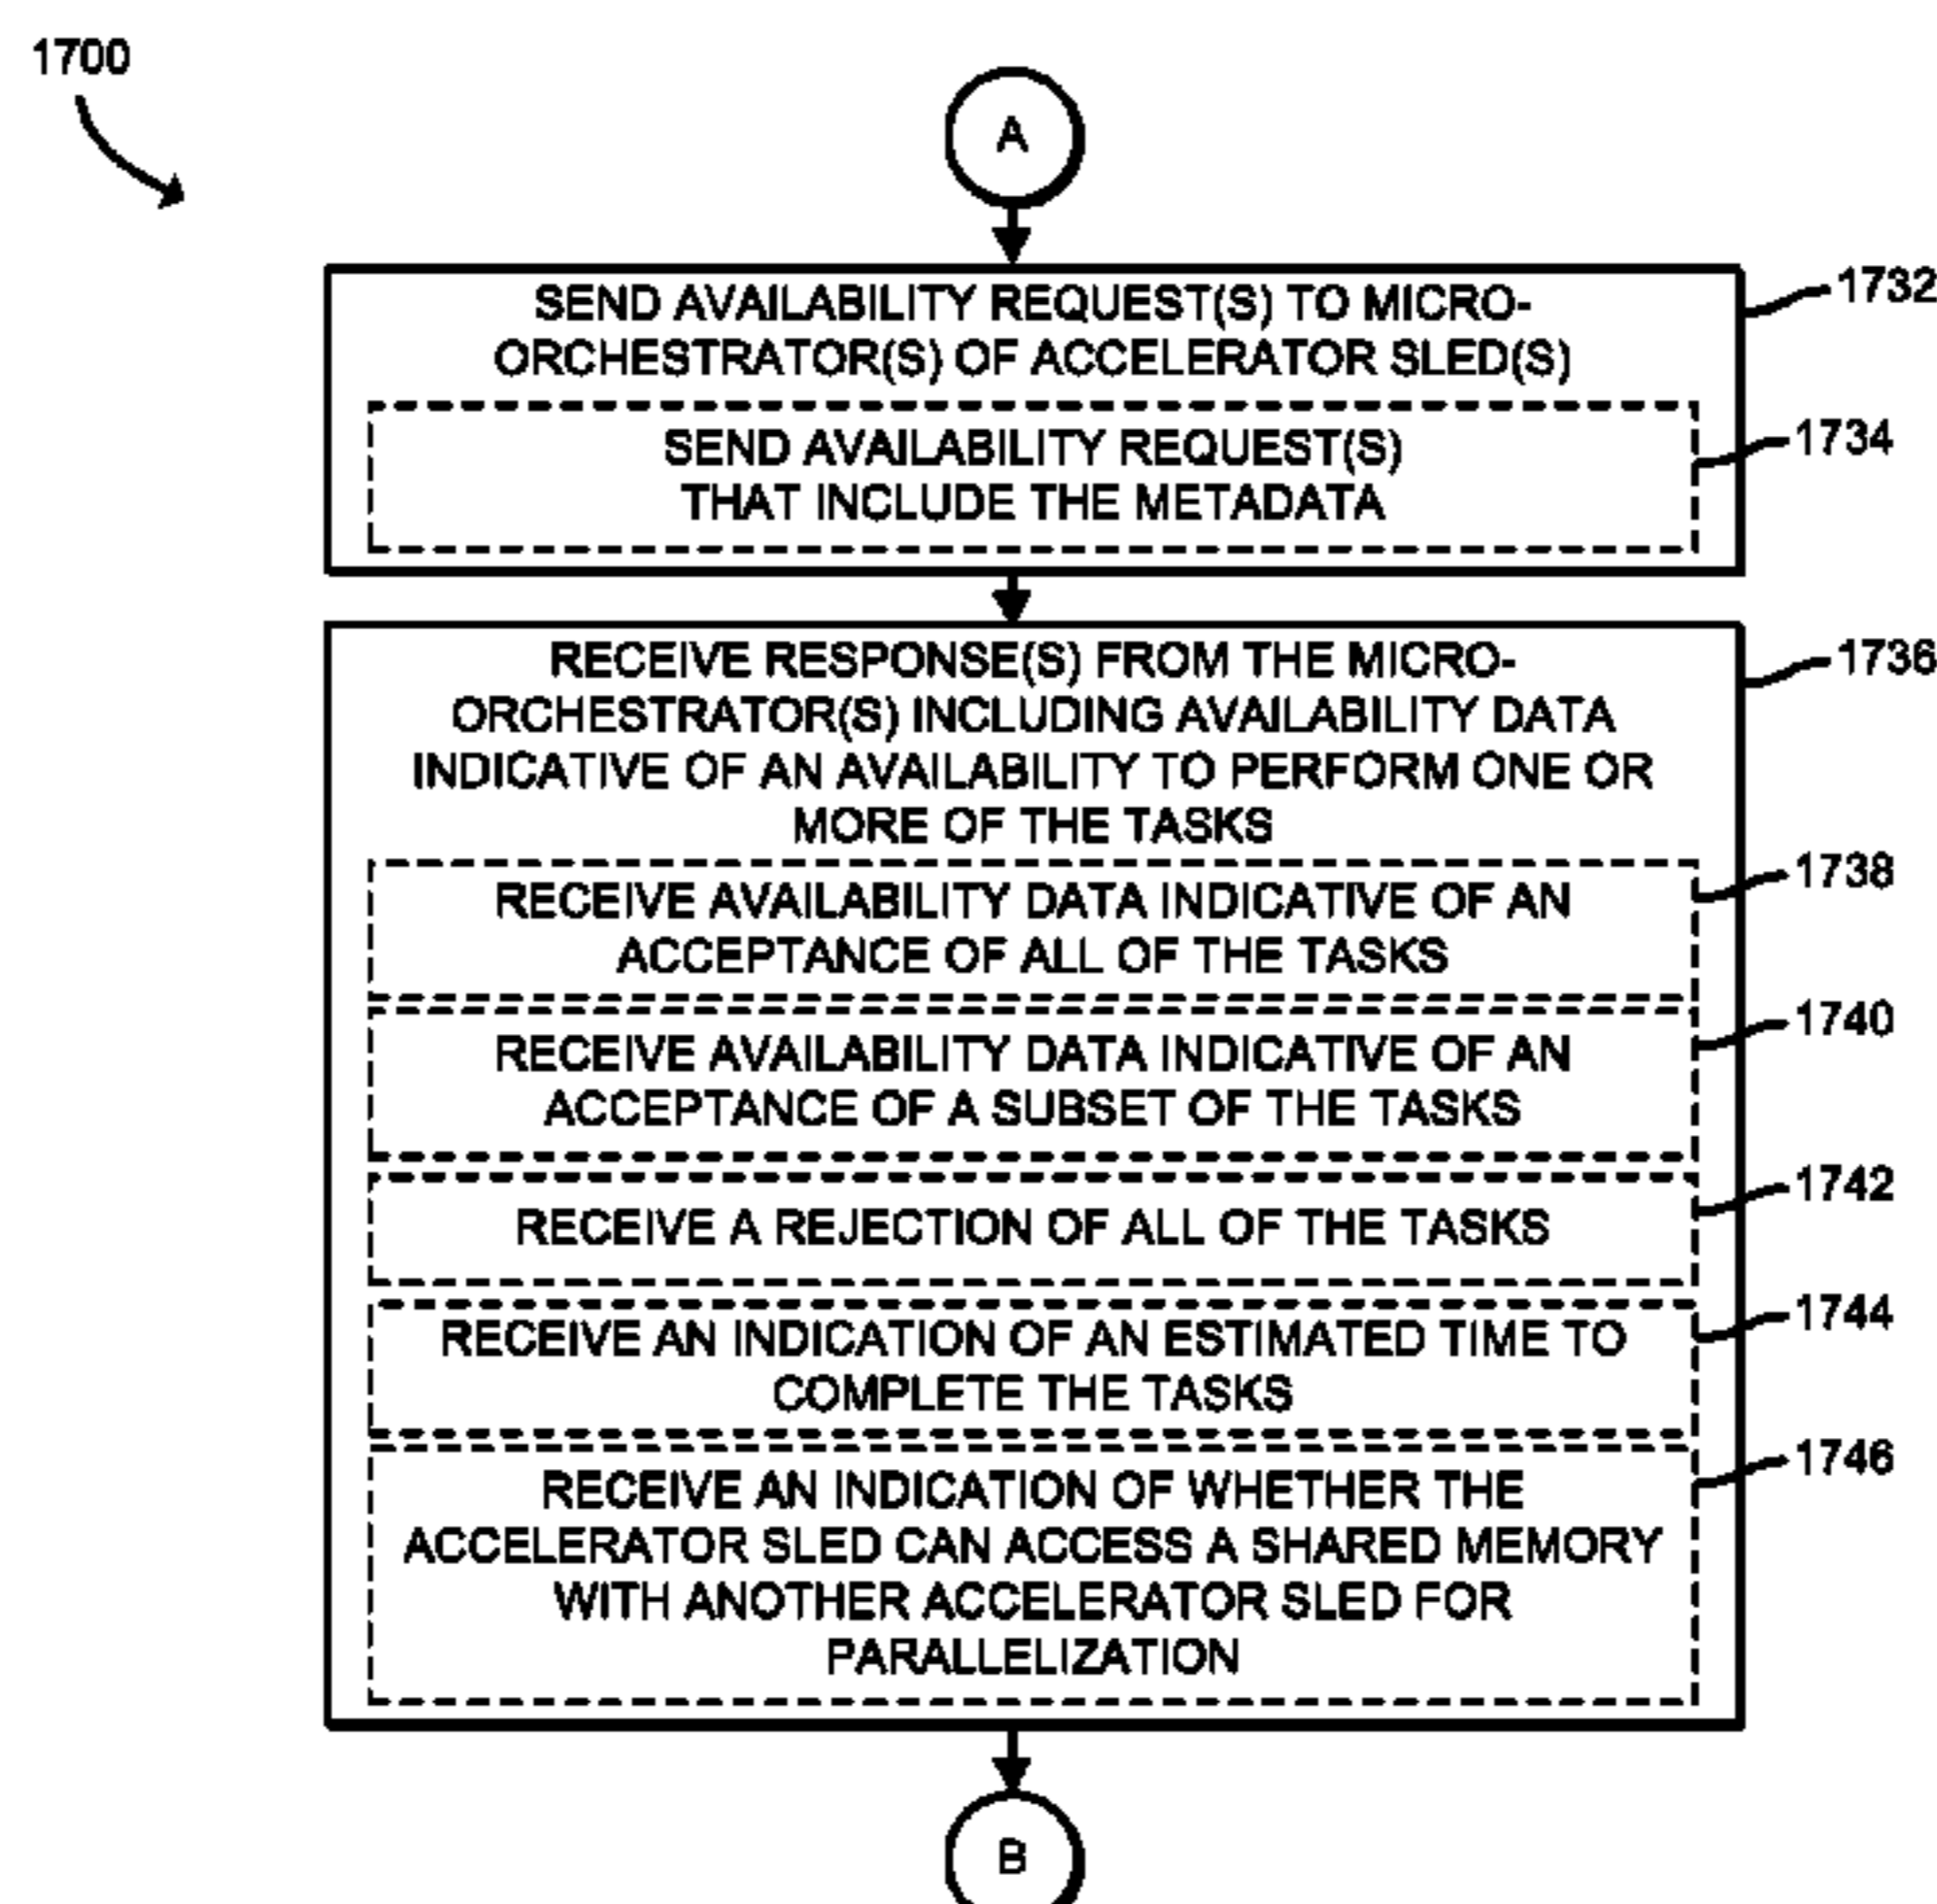 1700
A
SEND AVAILABILITY REQUEST(S) TO MICRO-
ORCHESTRATOR(S) OF ACCELERATOR SLED(S)
1732
SEND AVAILABILITY REQUEST(S)
THAT INCLUDE THE METADATA
1734
RECEIVE RESPONSE(S) FROM THE MICRO-
ORCHESTRATOR(S) INCLUDING AVAILABILITY DATA
INDICATIVE OF AN AVAILABILITY TO PERFORM ONE OR
MORE OF THE TASKS
1736
RECEIVE AVAILABILITY DATA INDICATIVE OF AN
ACCEPTANCE OF ALL OF THE TASKS
1738
RECEIVE AVAILABILITY DATA INDICATIVE OF AN
ACCEPTANCE OF A SUBSET OF THE TASKS
1740
RECEIVE A REJECTION OF ALL OF THE TASKS
1742
RECEIVE AN INDICATION OF AN ESTIMATED TIME TO
COMPLETE THE TASKS
1744
RECEIVE AN INDICATION OF WHETHER THE
ACCELERATOR SLED CAN ACCESS A SHARED MEMORY
WITH ANOTHER ACCELERATOR SLED FOR
PARALLELIZATION
1746
B